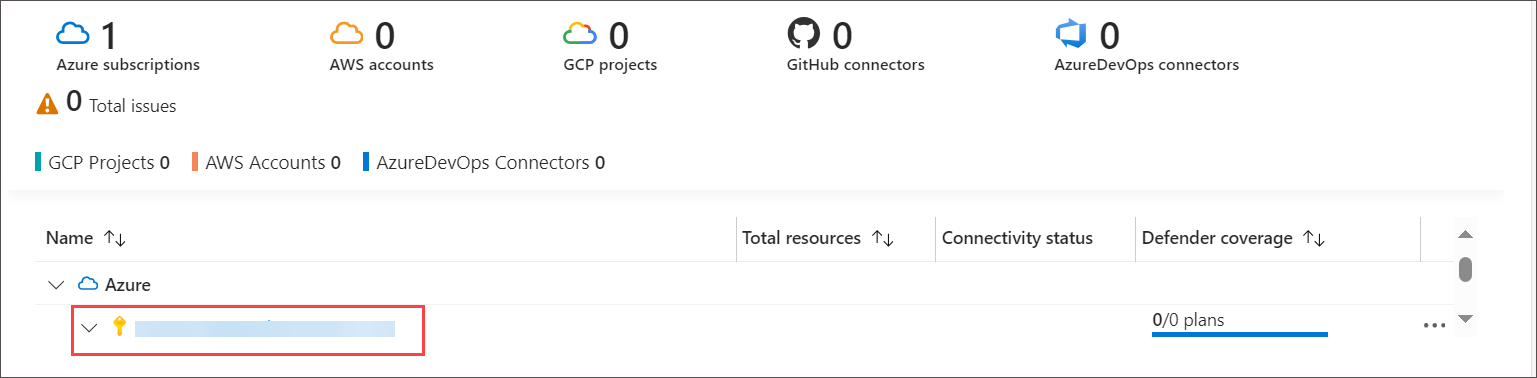 1 0 0 0 0
Azure subscriptions AWS accounts GCP projects GitHub connectors AzureDevOps connectors
0 Total issues
GCP Projects 0 AWS Accounts 0 AzureDevOps Connectors 0
Name Total resources Connectivity status Defender coverage
Azure
0/0 plans